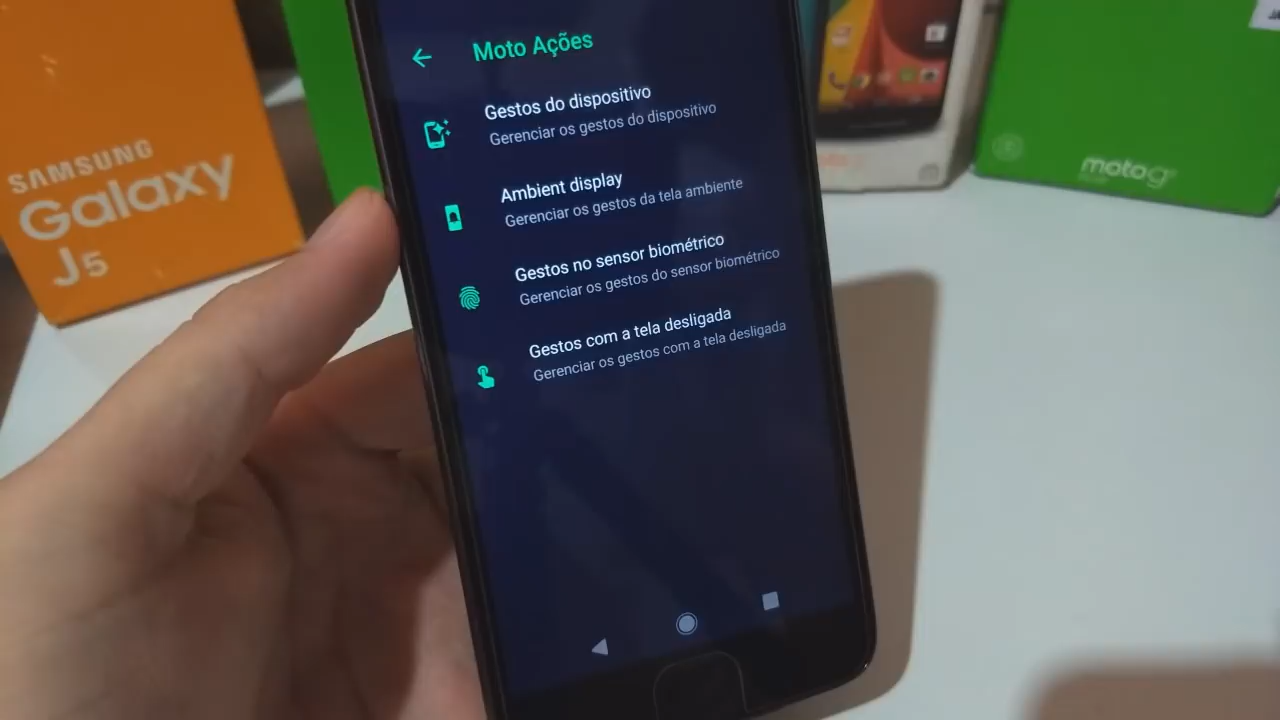 Moto Ações
Gestos do dispositivo
Gerenciar os gestos do dispositivo
Ambient display
Gerenciar os gestos da tela ambiente
Gestos no sensor biométrico
Gerenciar os gestos do sensor biométrico
Gestos com a tela desligada
Gerenciar os gestos com a tela desligada
SAMSUNG
Galaxy
J5
moto g